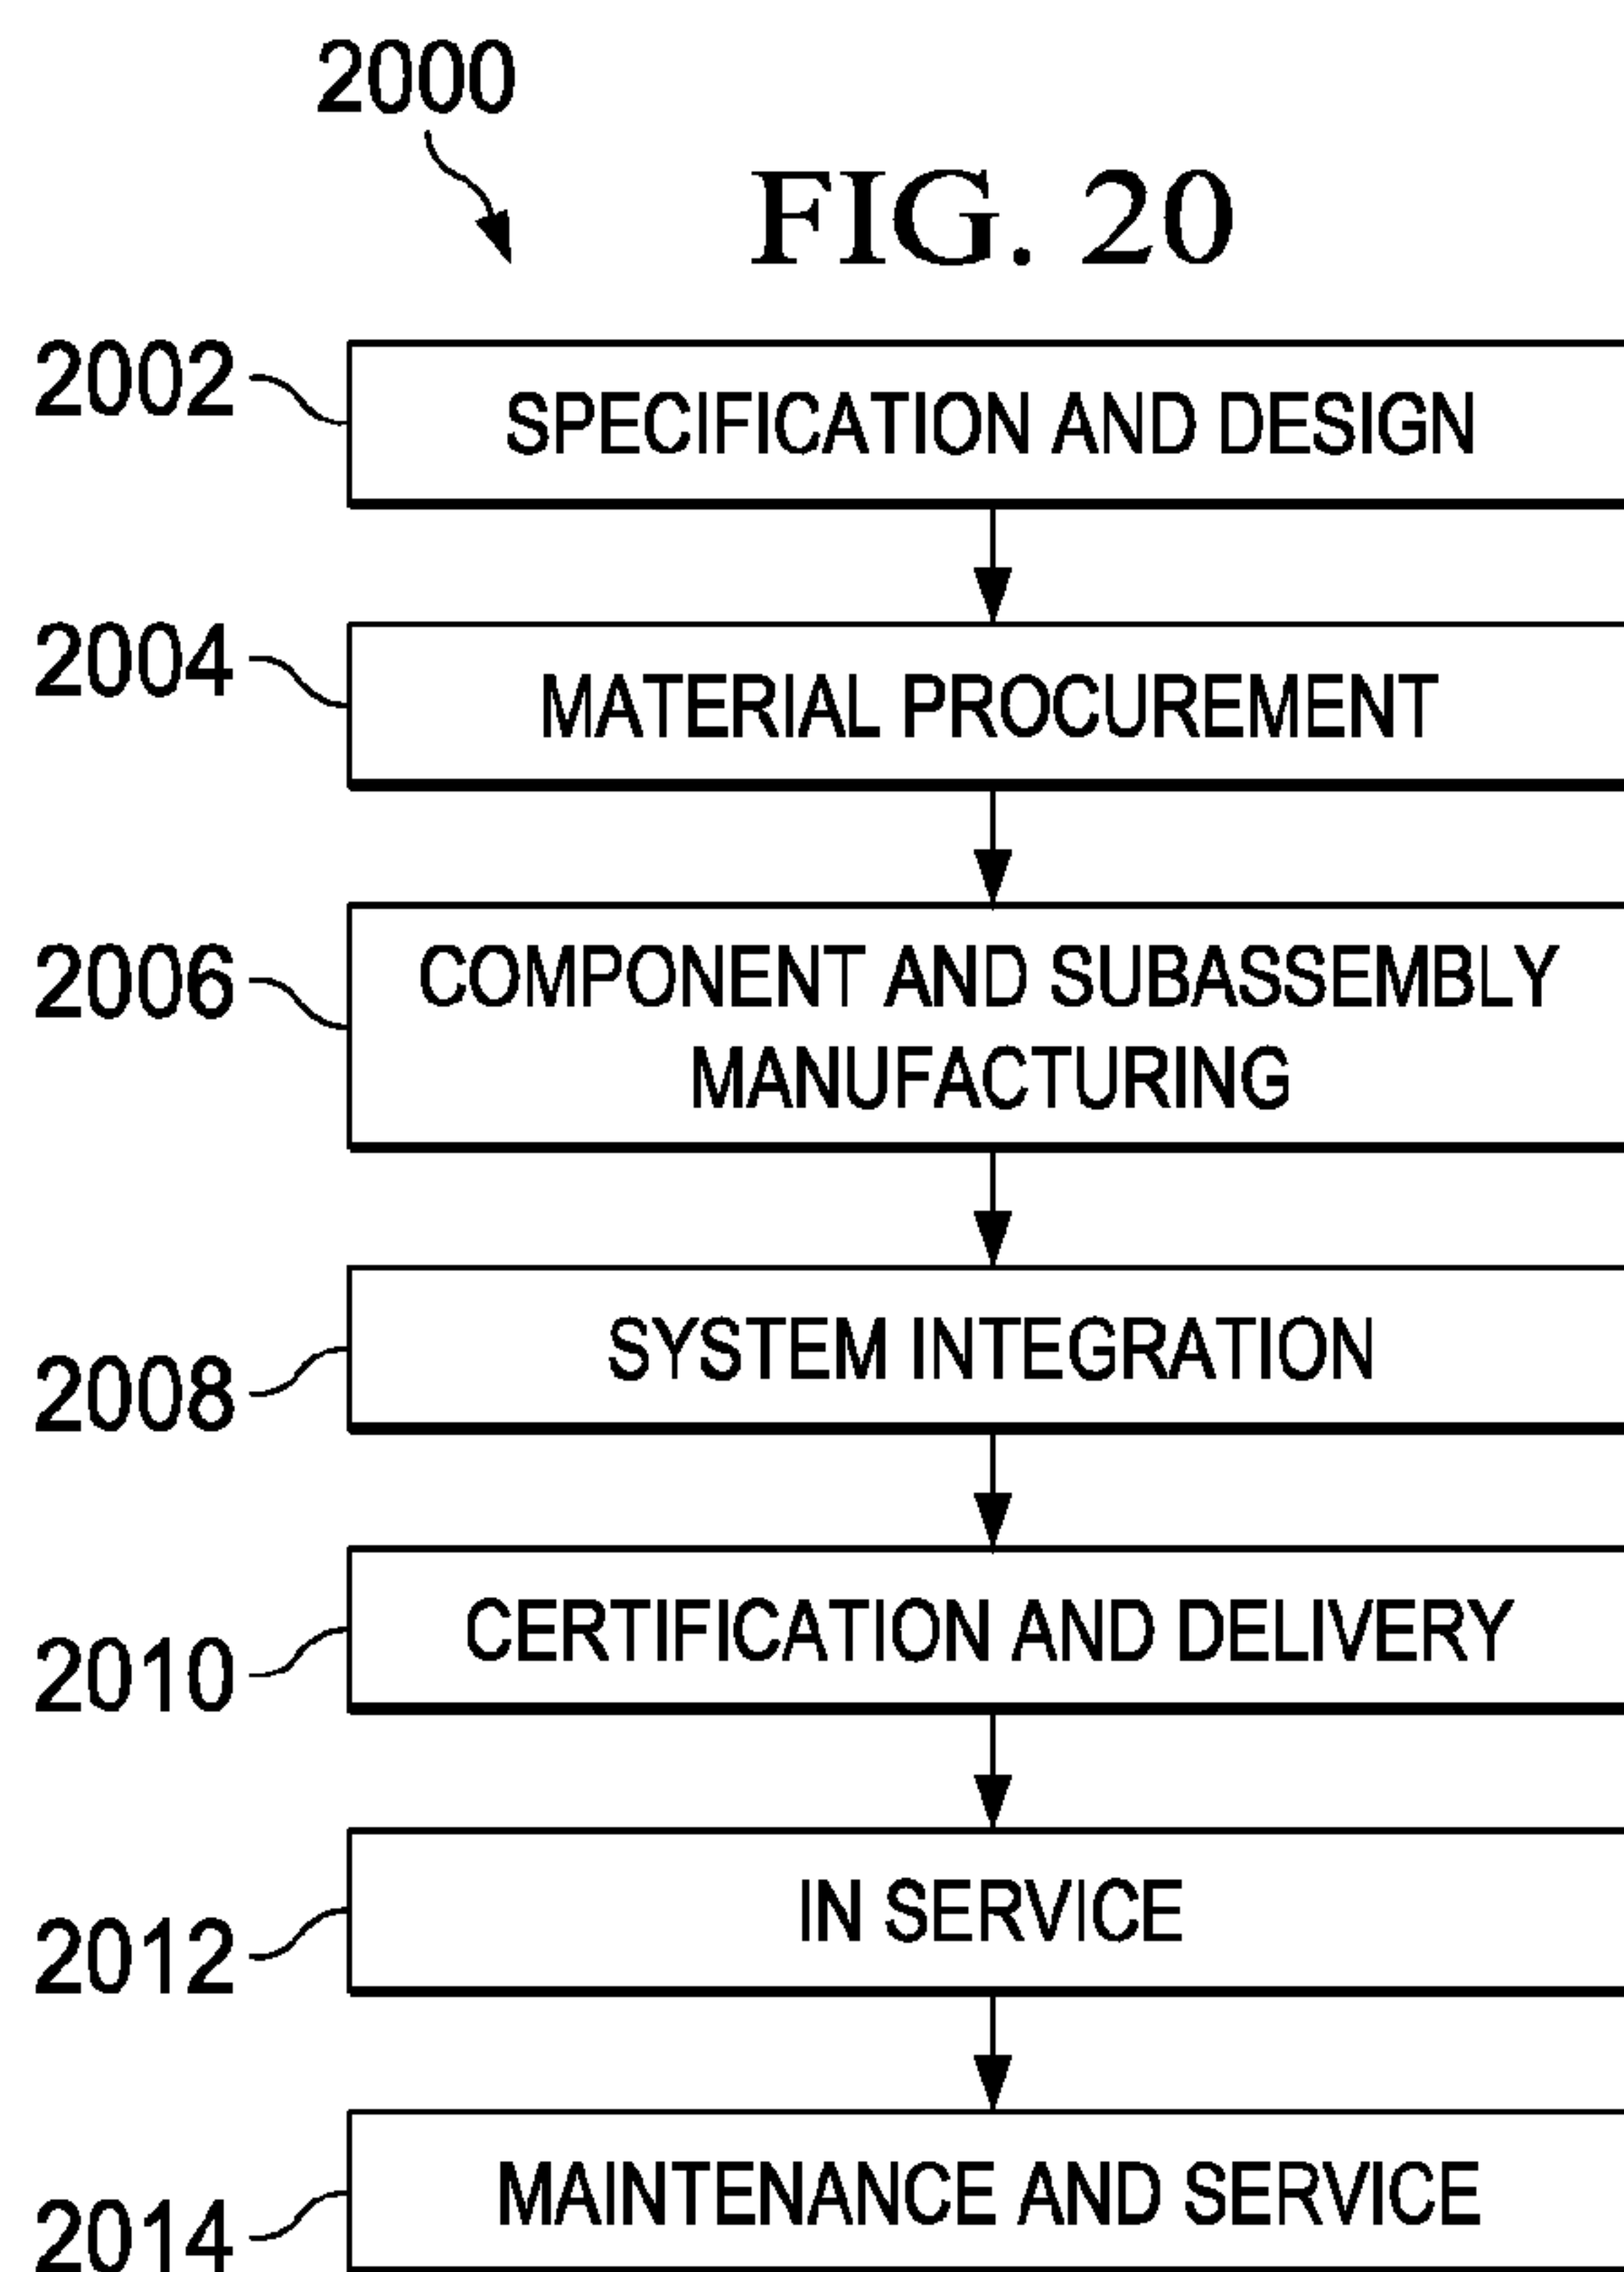 2000
FIG. 20
2002
SPECIFICATION AND DESIGN
2004
MATERIAL PROCUREMENT
2006
COMPONENT AND SUBASSEMBLY
MANUFACTURING
2008
SYSTEM INTEGRATION
2010
CERTIFICATION AND DELIVERY
2012
IN SERVICE
2014
MAINTENANCE AND SERVICE